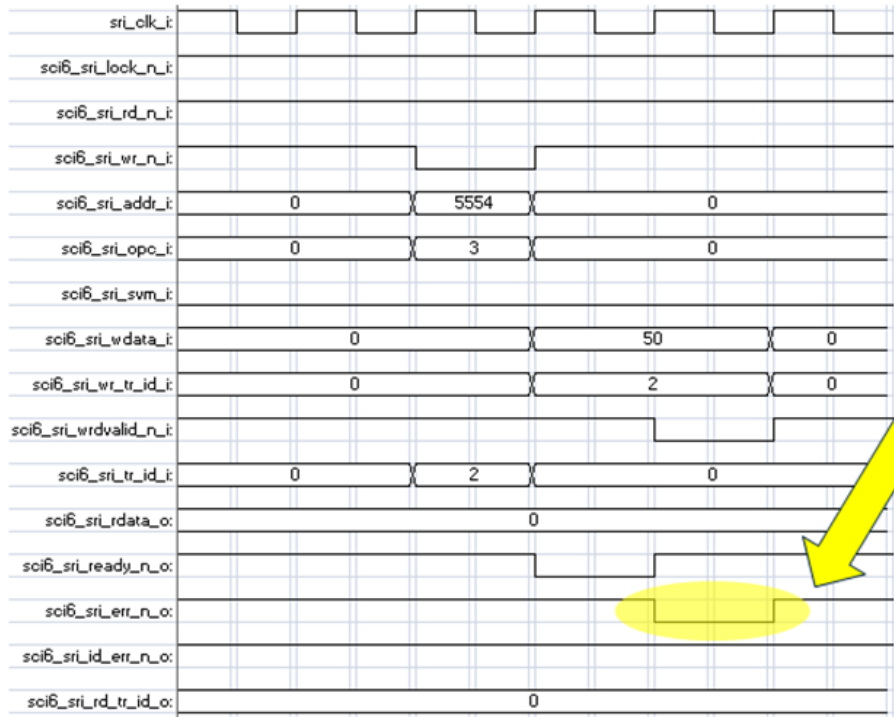 sri_clk_i:
sci6_sri_lock_n_i:
sci6_sri_rd_n_i:
sci6_sri_wr_n_i:
sci6_sri_addr_i: 0 5554 0
sci6_sri_opc_i: 0 3 0
sci6_sri_svm_i:
sci6_sri_wdata_i: 0 50 0
sci6_sri_wr_tr_id_i: 0 2 0
sci6_sri_wrdvalid_n_i:
sci6_sri_tr_id_i: 0 2 0
sci6_sri_rdata_o: 0
sci6_sri_ready_n_o:
sci6_sri_err_n_o:
sci6_sri_id_err_n_o:
sci6_sri_rd_tr_id_o: 0